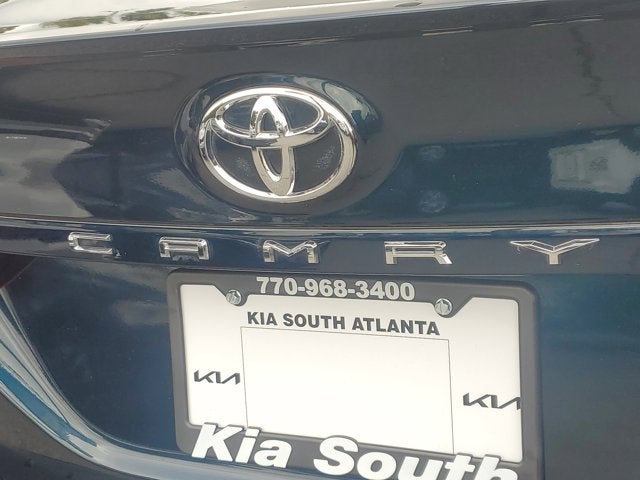 CAMRY
770-968-3400
KIA SOUTH ATLANTA
KIA
KIA
Kia South